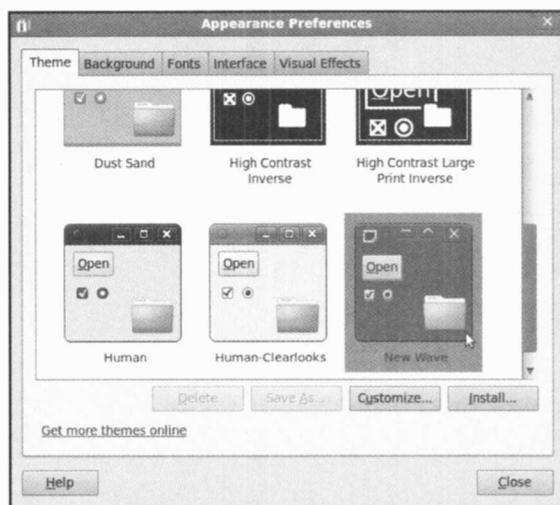 Appearance Preferences
Theme Background Fonts Interface Visual Effects
Open
Dust Sand
High Contrast Inverse
High Contrast Large Print Inverse
Open
Open
Open
Human
Human-Clearlooks
New Wave
Delete Save As... Customize... Install...
Get more themes online
Help Close